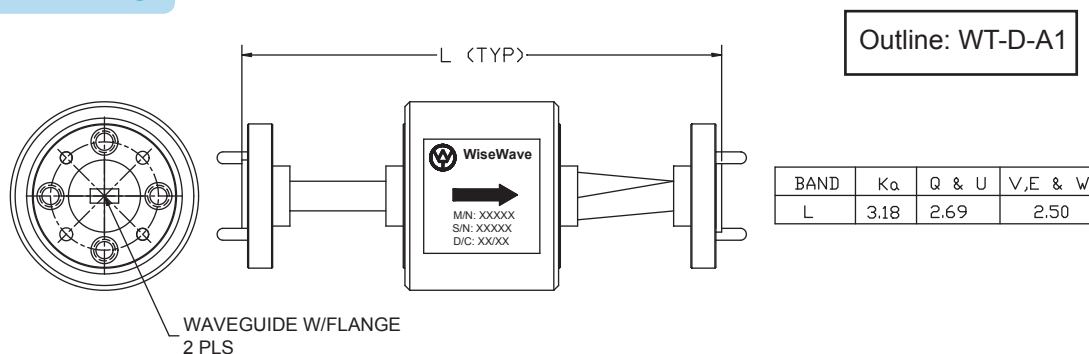 Outline: WT-D-A1
L (TYP)
WiseWave
M/N: XXXXX
S/N: XXXXX
D/C: XX/XX
BAND Ka Q & U V,E & W
L 3.18 2.69 2.50
WAVEGUIDE W/FLANGE
2 PLS